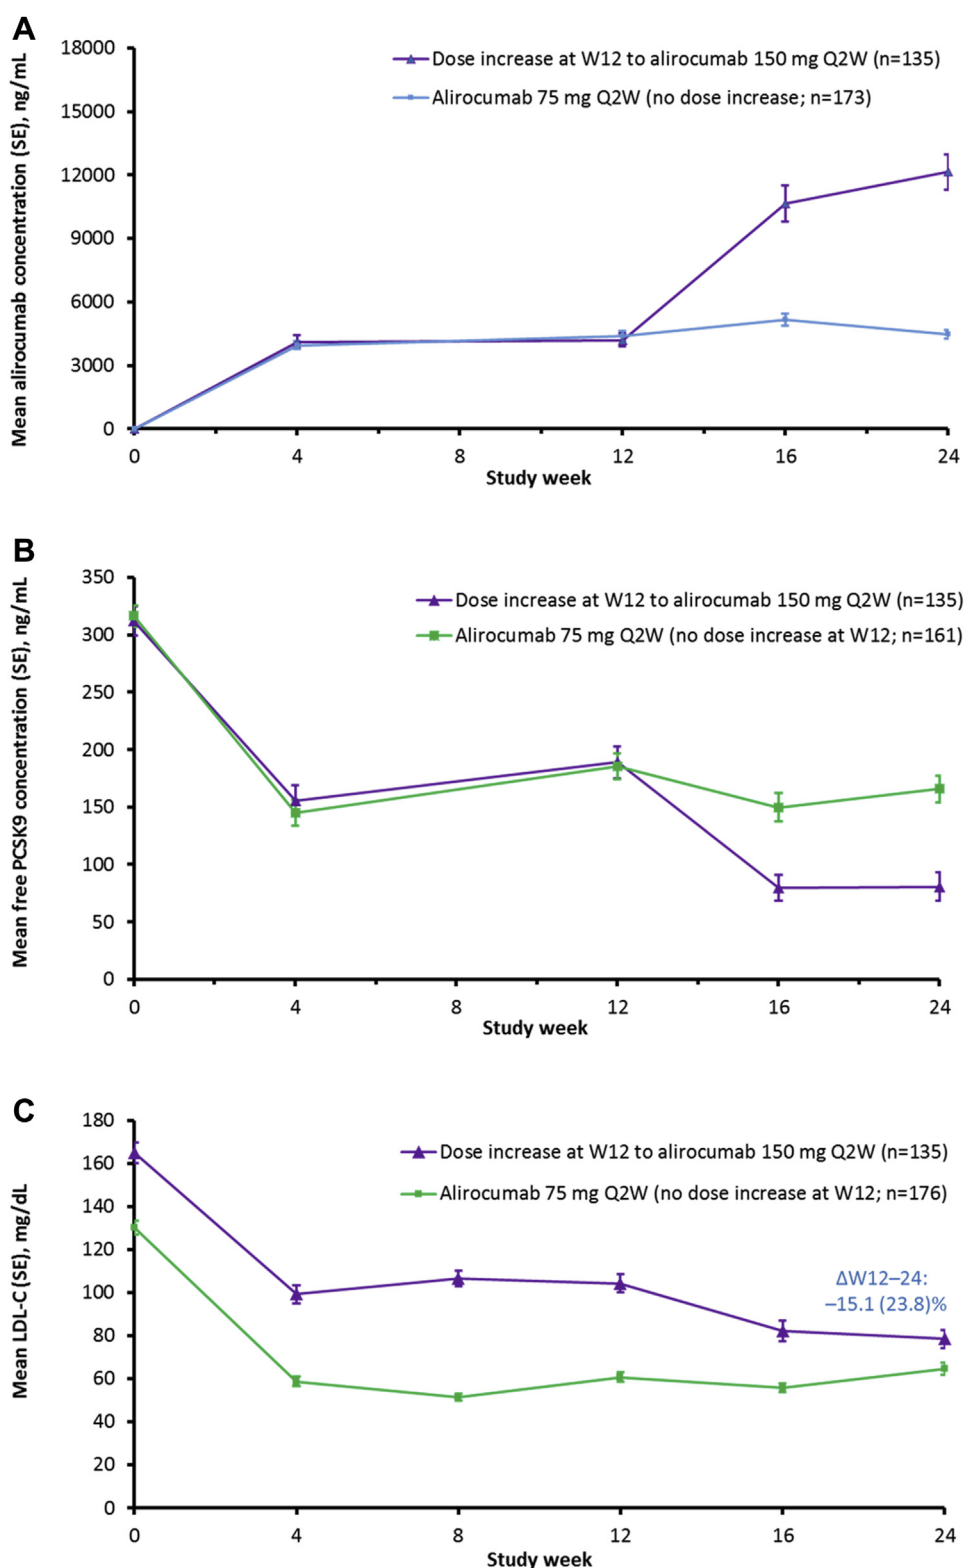 A
Mean alirocumab concentration (SE), ng/mL
18000
15000
12000
9000
6000
3000
0
Dose increase at W12 to alirocumab 150 mg Q2W (n=135)
Alirocumab 75 mg Q2W (no dose increase; n=173)
0 4 8 12 16 24
Study week
B
Mean free PCSK9 concentration (SE), ng/mL
350
300
250
200
150
100
50
0
Dose increase at W12 to alirocumab 150 mg Q2W (n=135)
Alirocumab 75 mg Q2W (no dose increase at W12; n=161)
0 4 8 12 16 24
Study week
C
Mean LDL-C(SE), mg/dL
180
160
140
120
100
80
60
40
20
0
Dose increase at W12 to alirocumab 150 mg Q2W (n=135)
Alirocumab 75 mg Q2W (no dose increase at W12; n=176)
ΔW12–24:
–15.1 (23.8)%
0 4 8 12 16 24
Study week